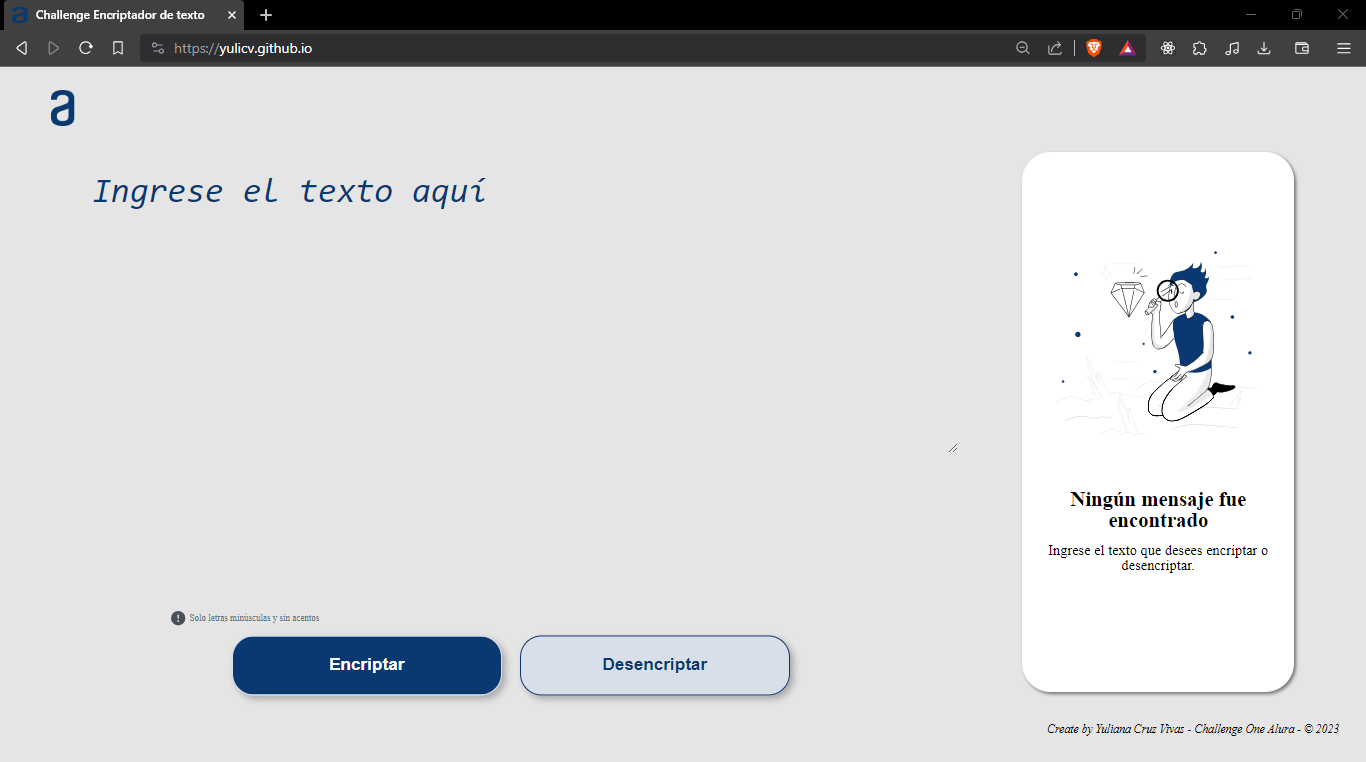 Challenge Encriptador de texto
https://yulicv.github.io
a
Ingrese el texto aquí
Ningún mensaje fue
encontrado
Ingrese el texto que desees encriptar o
desencriptar.
Solo letras minúsculas y sin acentos
Encriptar
Desencriptar
Create by Yuliana Cruz Vivas - Challenge One Alura - © 2023